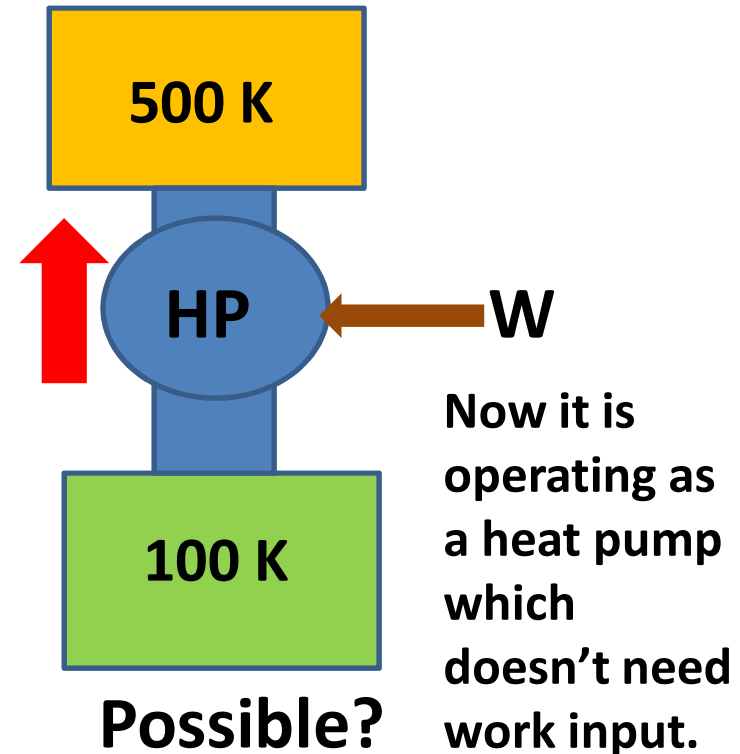 500 K
HP
W
Now it is
operating as
a heat pump
which
doesn’t need
work input.
100 K
Possible?